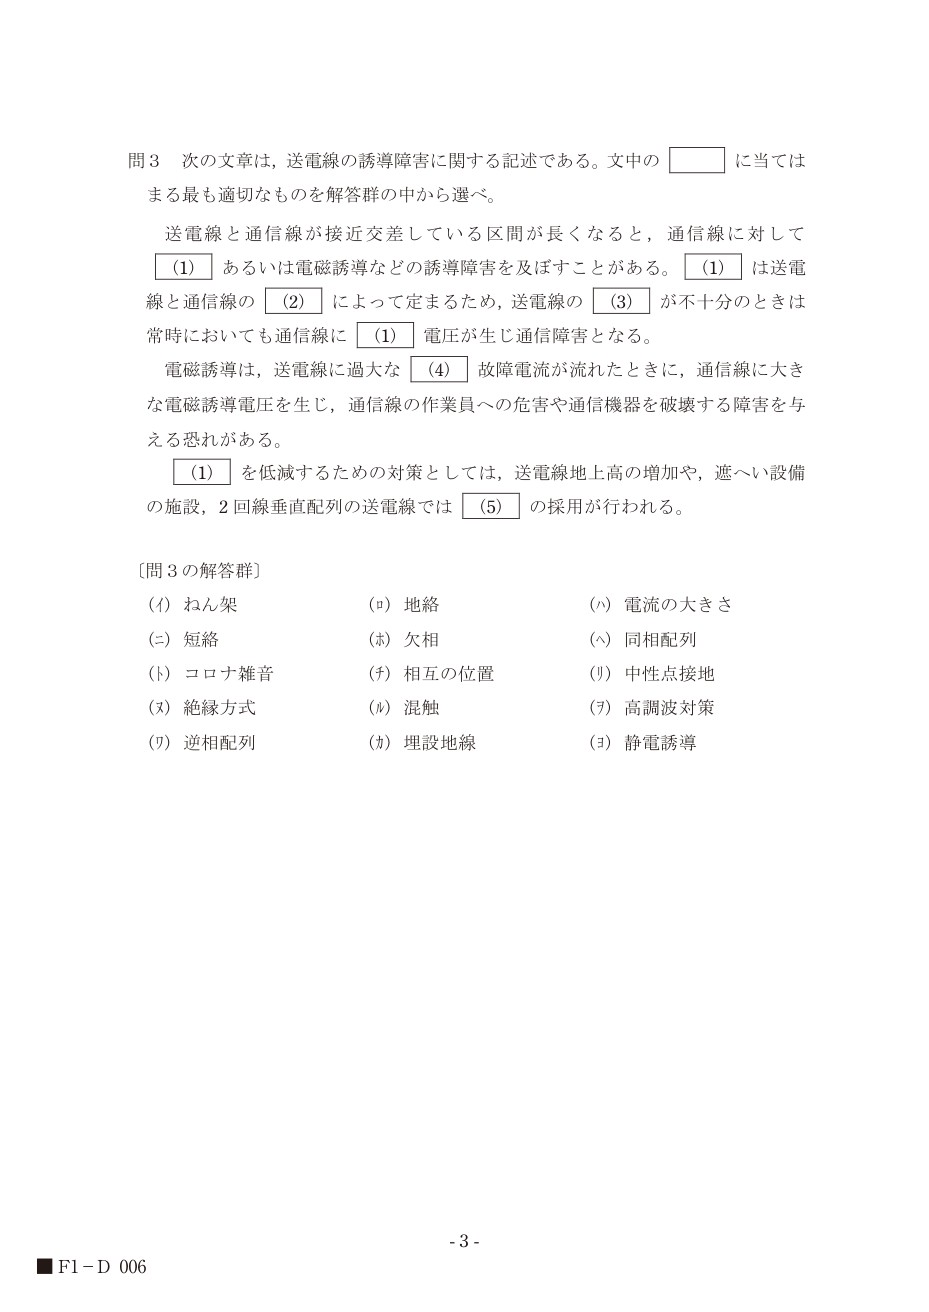 問３　次の文章は，送電線の誘導障害に関する記述である。文中の　　　に当ては
まる最も適切なものを解答群の中から選べ。
送電線と通信線が接近交差している区間が長くなると，通信線に対して
(1) あるいは電磁誘導などの誘導障害を及ぼすことがある。 (1) は送電
線と通信線の (2) によって定まるため，送電線の (3) が不十分のときは
常時においても通信線に (1) 電圧が生じ通信障害となる。
電磁誘導は，送電線に過大な (4) 故障電流が流れたときに，通信線に大き
な電磁誘導電圧を生じ，通信線の作業員への危害や通信機器を破壊する障害を与
える恐れがある。
(1) を低減するための対策としては，送電線地上高の増加や，遮へい設備
の施設，2回線垂直配列の送電線では (5) の採用が行われる。
〔問３の解答群〕
(ｲ) ねん架　(ﾛ) 地絡　(ﾊ) 電流の大きさ
(ﾆ) 短絡　(ﾎ) 欠相　(ﾍ) 同相配列
(ﾄ) コロナ雑音　(ﾁ) 相互の位置　(ﾘ) 中性点接地
(ﾇ) 絶縁方式　(ﾙ) 混触　(ｦ) 高調波対策
(ﾜ) 逆相配列　(ｶ) 埋設地線　(ﾖ) 静電誘導
- 3 -
■ F1－D 006